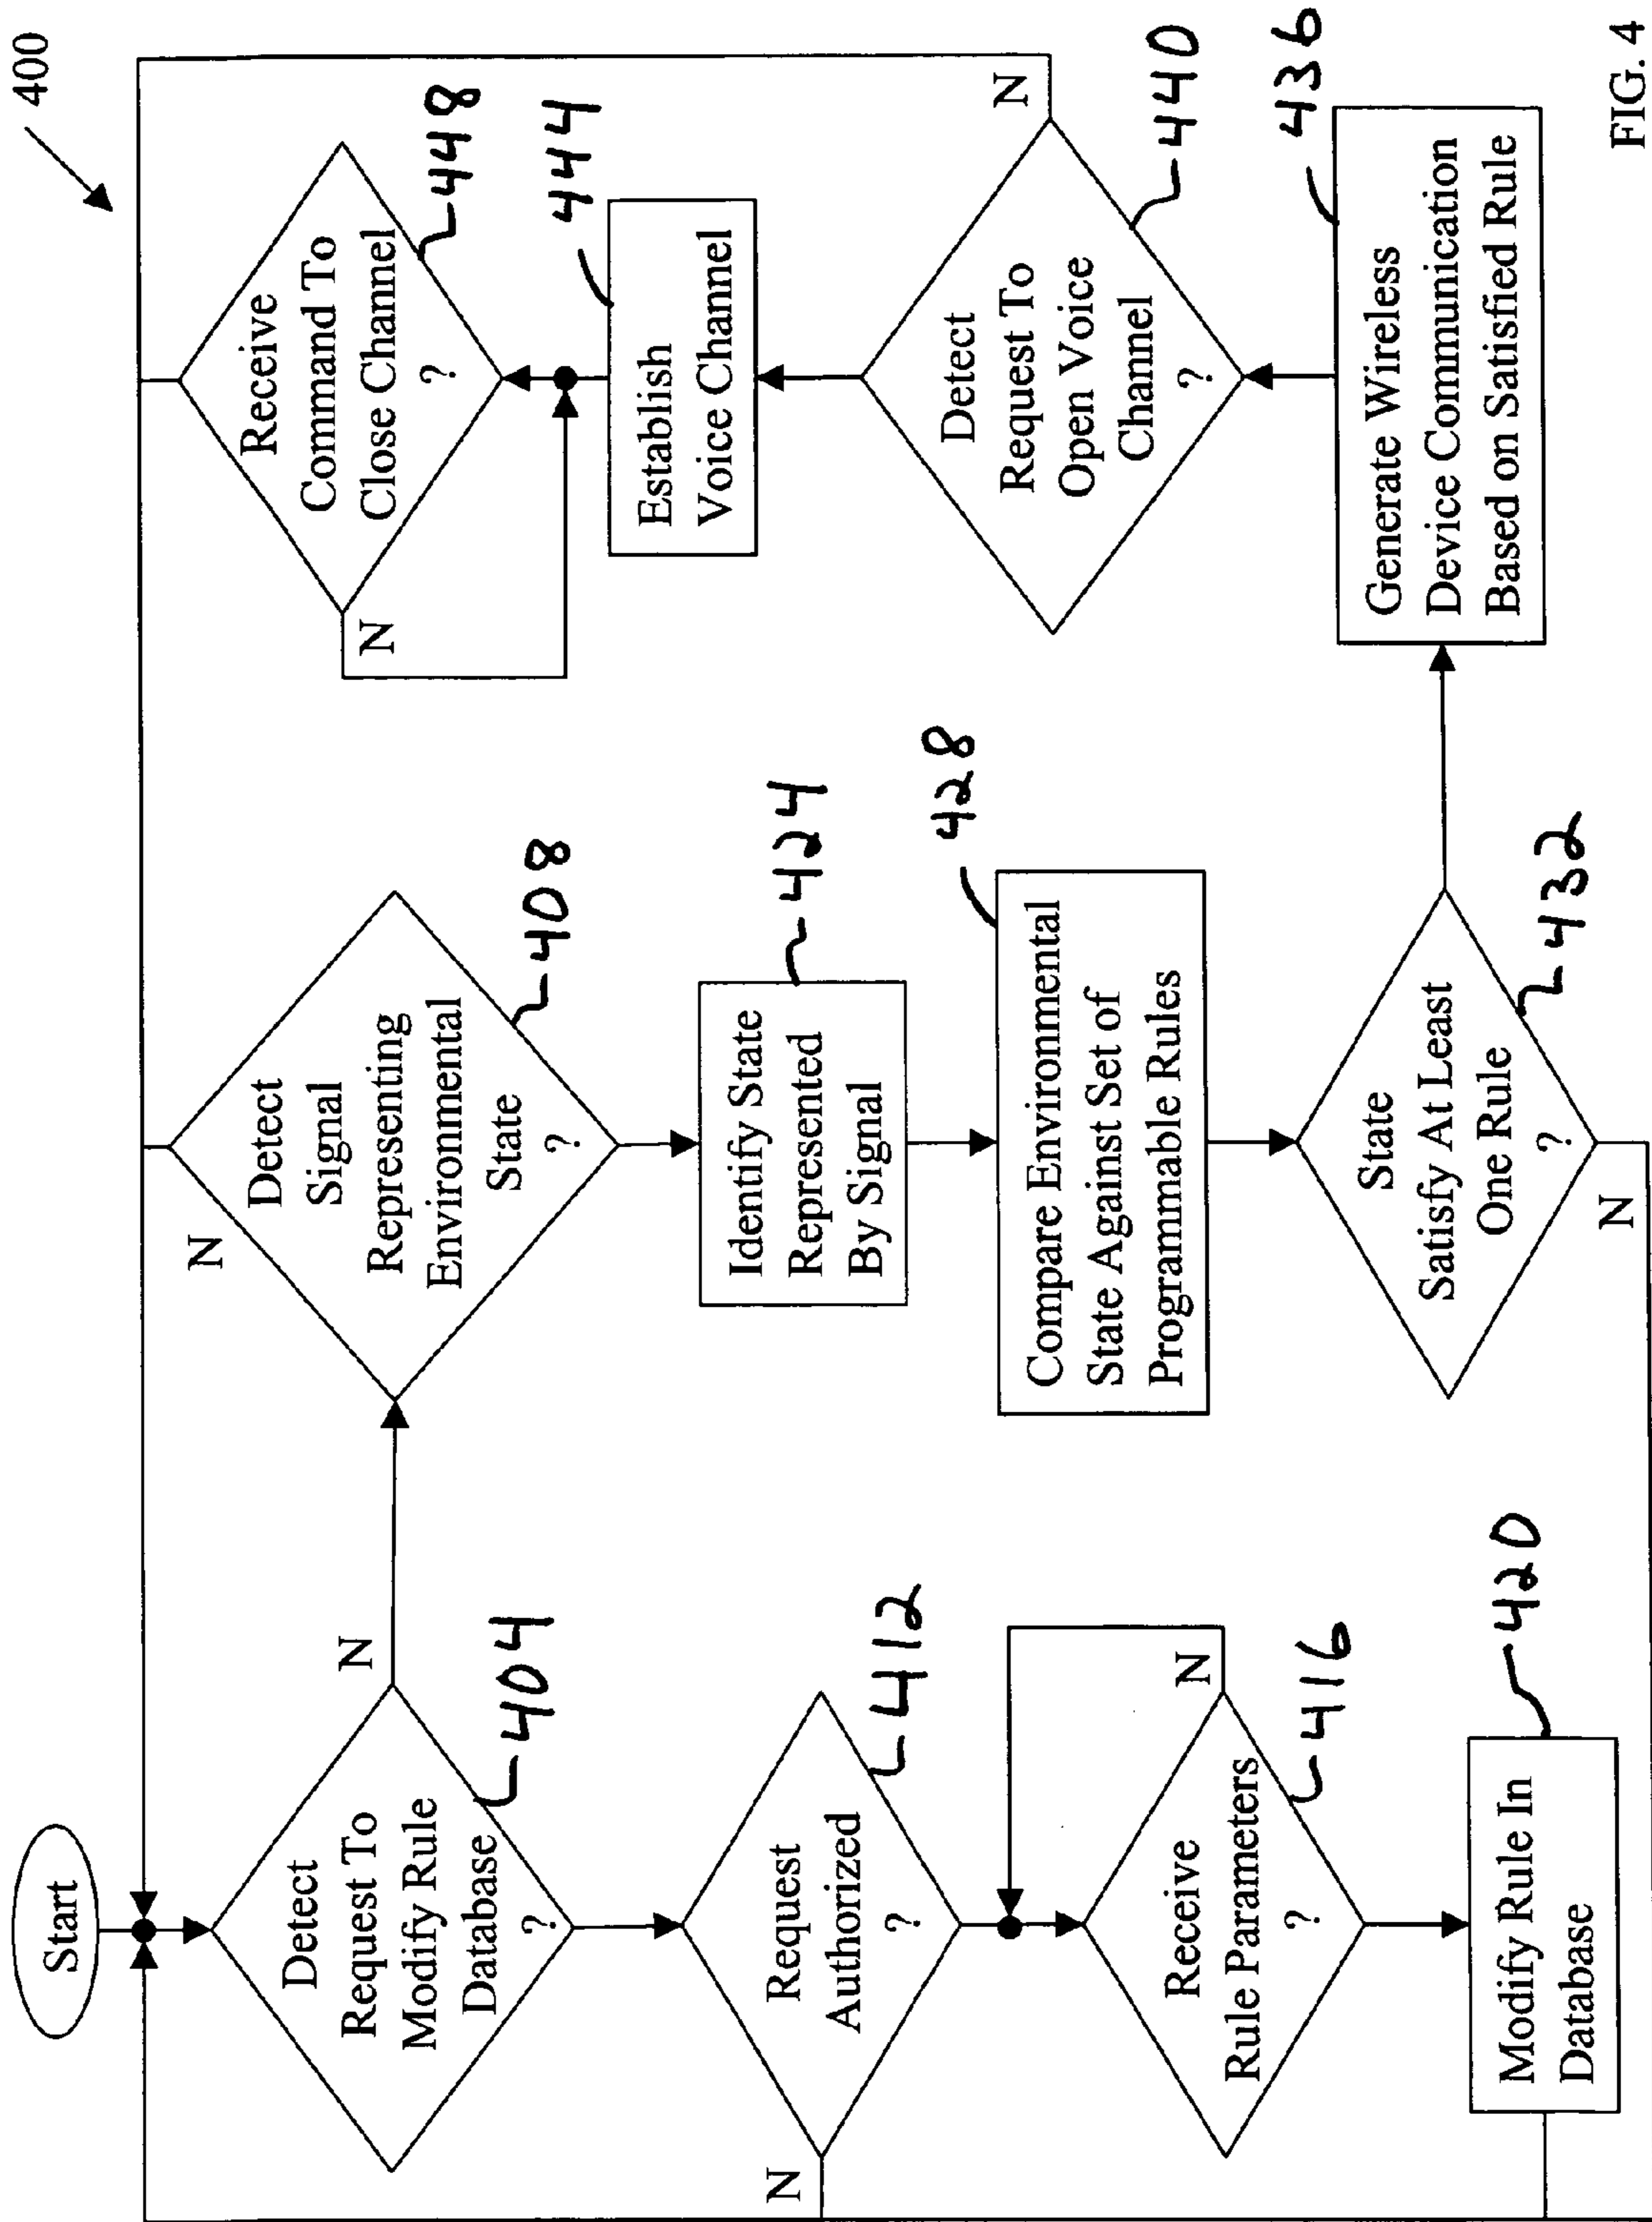 400
Start
Detect
Request To
Modify Rule
Database
?
404
N
Request
Authorized
?
412
N
Receive
Rule Parameters
?
416
N
Modify Rule In
Database
420
Detect
Signal
Representing
Environmental
State
?
408
N
Identify State
Represented
By Signal
424
Compare Environmental
State Against Set of
Programmable Rules
428
State
Satisfy At Least
One Rule
?
432
N
Generate Wireless
Device Communication
Based on Satisfied Rule
436
Detect
Request To
Open Voice
Channel
?
440
N
Establish
Voice Channel
444
Receive
Command To
Close Channel
?
448
N
FIG. 4